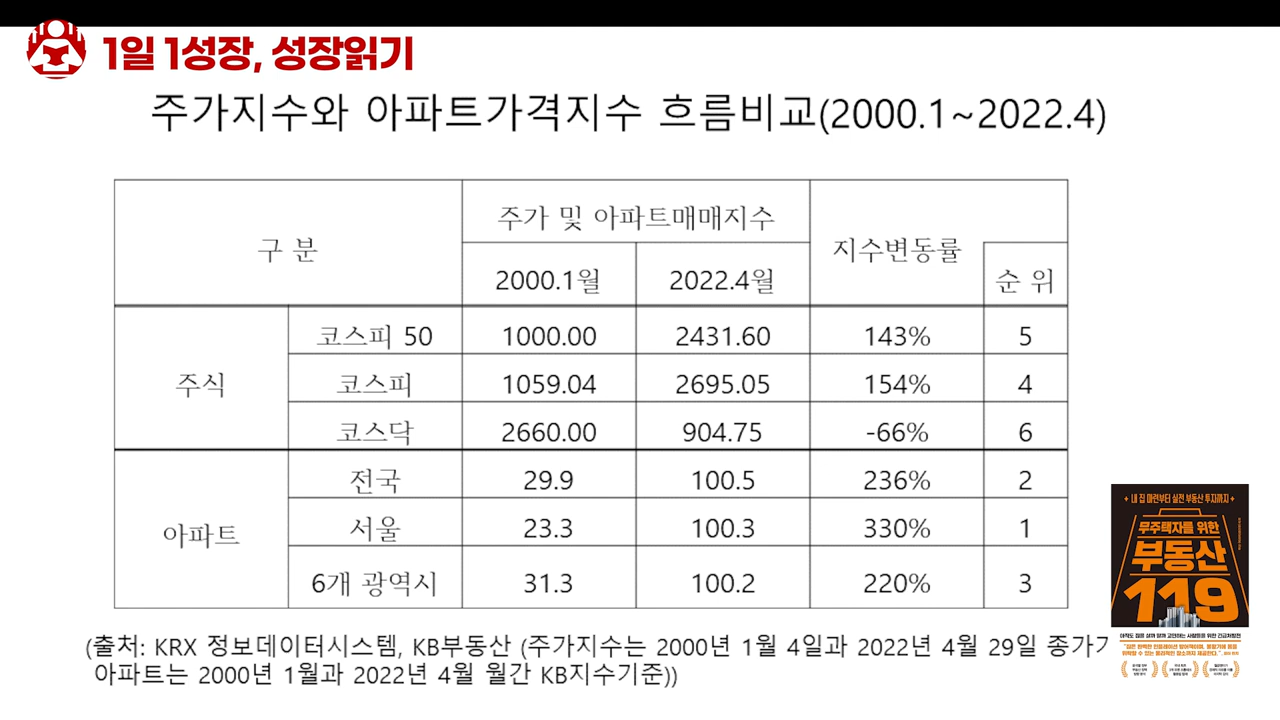 1일 1성장, 성장읽기
주가지수와 아파트가격지수 흐름비교(2000.1~2022.4)
구 분 주가 및 아파트매매지수 지수변동률
2000.1월 2022.4월 순 위
주식 코스피 50 1000.00 2431.60 143% 5
코스피 1059.04 2695.05 154% 4
코스닥 2660.00 904.75 -66% 6
아파트 전국 29.9 100.5 236% 2
서울 23.3 100.3 330% 1
6개 광역시 31.3 100.2 220% 3
(출처: KRX 정보데이터시스템, KB부동산 (주가지수는 2000년 1월 4일과 2022년 4월 29일 종가기
아파트는 2000년 1월과 2022년 4월 월간 KB지수기준))
+ 내 집 마련부터 실전 부동산 투자까지 +
무주택자를 위한
부동산
119